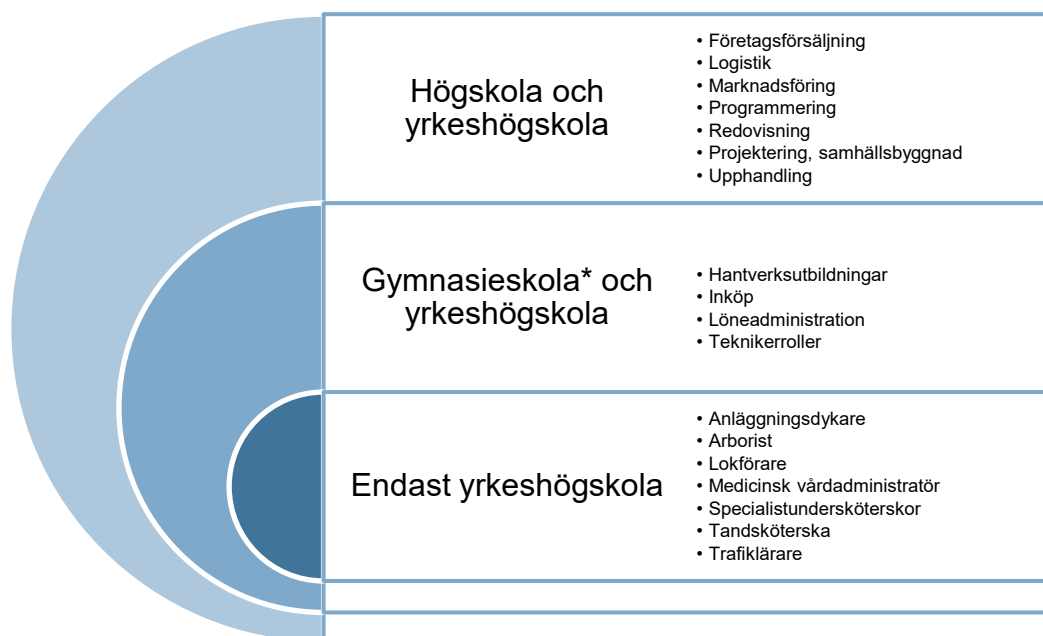 Högskola och
yrkeshögskola
• Företagsförsäljning
• Logistik
• Marknadsföring
• Programmering
• Redovisning
• Projektering, samhällsbyggnad
• Upphandling
Gymnasieskola* och
yrkeshögskola
• Hantverksutbildningar
• Inköp
• Löneadministration
• Teknikerroller
Endast yrkeshögskola
• Anläggningsdykare
• Arborist
• Lokförare
• Medicinsk vårdadministratör
• Specialistundersköterskor
• Tandsköterska
• Trafiklärare